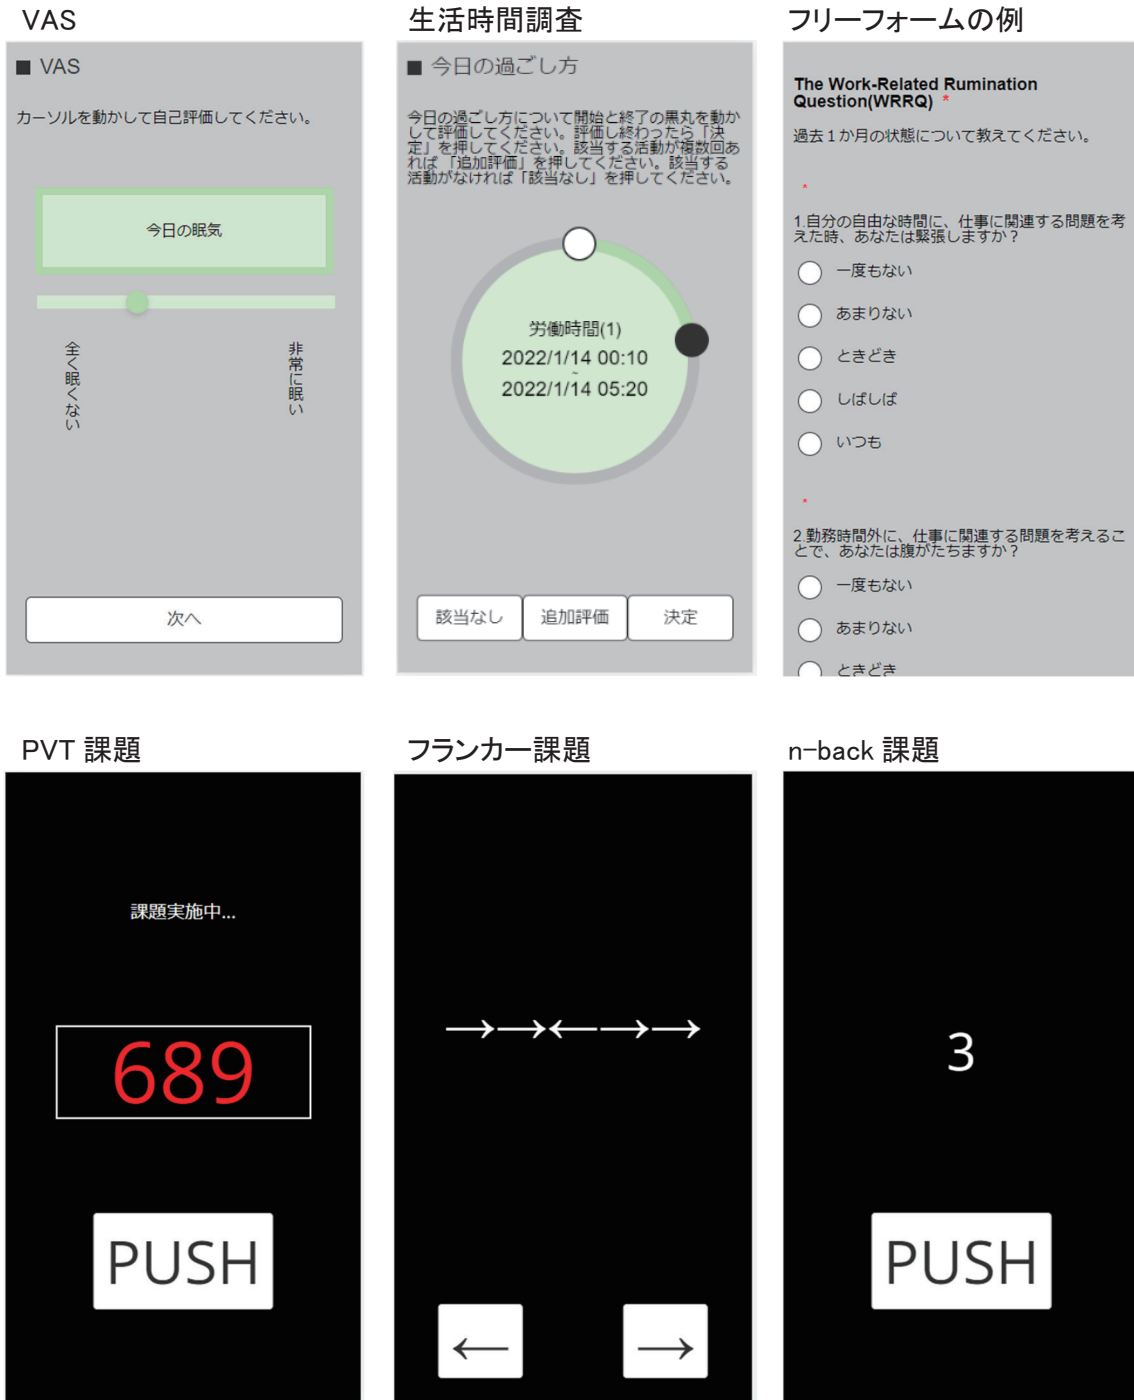 VAS
■ VAS
カーソルを動かして自己評価してください。
今日の眠気
全く眠くない
非常に眠い
次へ
生活時間調査
■ 今日の過ごし方
今日の過ごし方について開始と終了の黒丸を動か
して評価してください。評価し終わったら「決
定」を押してください。該当する活動が複数回あ
れば「追加評価」を押してください。該当する
活動がなければ「該当なし」を押してください。
労働時間(1)
2022/1/14 00:10
~
2022/1/14 05:20
該当なし
追加評価
決定
フリーフォームの例
The Work-Related Rumination
Question(WRRQ) *
過去１か月の状態について教えてください。
*
1.自分の自由な時間に、仕事に関連する問題を考
えた時、あなたは緊張しますか？
一度もない
あまりない
ときどき
しばしば
いつも
*
2.勤務時間外に、仕事に関連する問題を考えるこ
とで、あなたは腹がたちますか？
一度もない
あまりない
ときどき
PVT 課題
課題実施中...
689
PUSH
フランカー課題
→→←→→
← →
n-back 課題
3
PUSH